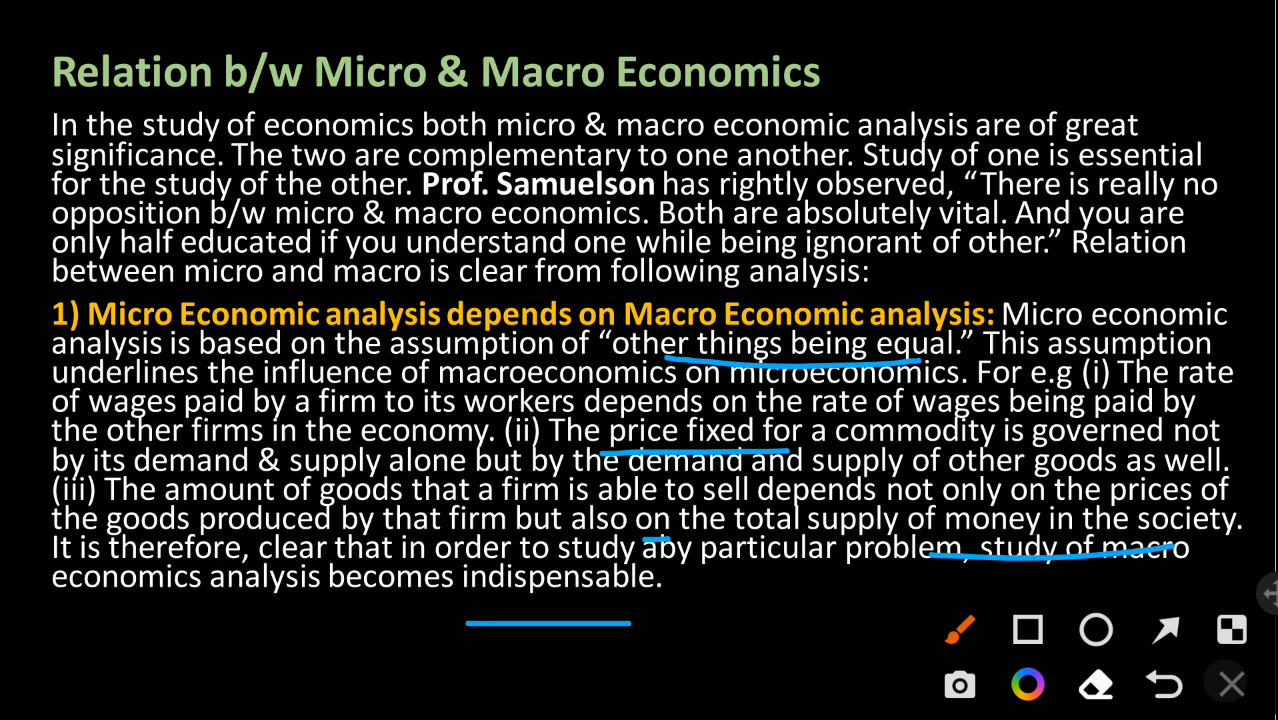 Relation b/w Micro & Macro Economics
In the study of economics both micro & macro economic analysis are of great
significance. The two are complementary to one another. Study of one is essential
for the study of the other. Prof. Samuelson has rightly observed, “There is really no
opposition b/w micro & macro economics. Both are absolutely vital. And you are
only half educated if you understand one while being ignorant of other.” Relation
between micro and macro is clear from following analysis:
1) Micro Economic analysis depends on Macro Economic analysis: Micro economic
analysis is based on the assumption of “other things being equal.” This assumption
underlines the influence of macroeconomics on microeconomics. For e.g (i) The rate
of wages paid by a firm to its workers depends on the rate of wages being paid by
the other firms in the economy. (ii) The price fixed for a commodity is governed not
by its demand & supply alone but by the demand and supply of other goods as well.
(iii) The amount of goods that a firm is able to sell depends not only on the prices of
the goods produced by that firm but also on the total supply of money in the society.
It is therefore, clear that in order to study aby particular problem, study of macro
economics analysis becomes indispensable.